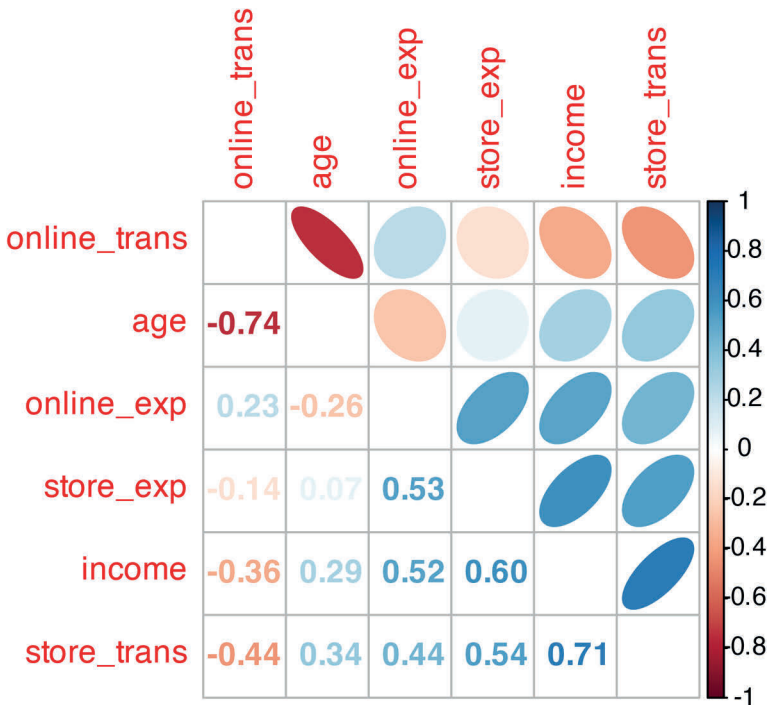 online_trans
age
online_exp
store_exp
income
store_trans
online_trans
age
-0.74
online_exp
0.23 -0.26
store_exp
-0.14 0.07 0.53
income
-0.36 0.29 0.52 0.60
store_trans
-0.44 0.34 0.44 0.54 0.71
1
0.8
0.6
0.4
0.2
0
-0.2
-0.4
-0.6
-0.8
-1